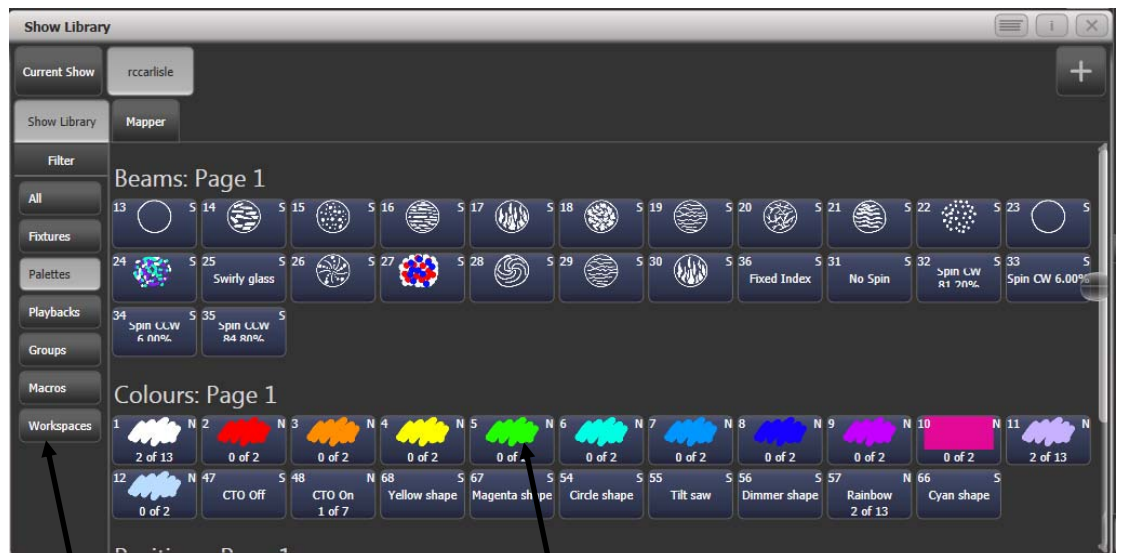 Show Library
i
Current Show
rccarlisle
Show Library
Mapper
Filter
All
Fixtures
Palettes
Playbacks
Groups
Macros
Workspaces
Beams: Page 1
13 S 14 S 15 S 16 S 17 S 18 S 19 S 20 S 21 S 22 S 23 S
24 S 25 S 26 S 27 S 28 S 29 S 30 S 36 S 31 S 32 S 33 S
Swirly glass Fixed Index No Spin Spin CW Spin CW 6.00%
81.20%
34 S 35 S
Spin CCW Spin CCW
6.00% 84.80%
Colours: Page 1
1 N 2 N 3 N 4 N 5 N 6 N 7 N 8 N 9 N 10 N 11 N
2 of 13 0 of 2 0 of 2 0 of 2 0 of 0 of 2 0 of 2 0 of 2 0 of 2 0 of 2 2 of 13
12 N 47 S 48 N 68 S 67 S 54 S 55 S 56 S 57 N 66 S
CTO Off CTO On Yellow shape Magenta shape Circle shape Tilt saw Dimmer shape Rainbow Cyan shape
0 of 2 1 of 7 2 of 13